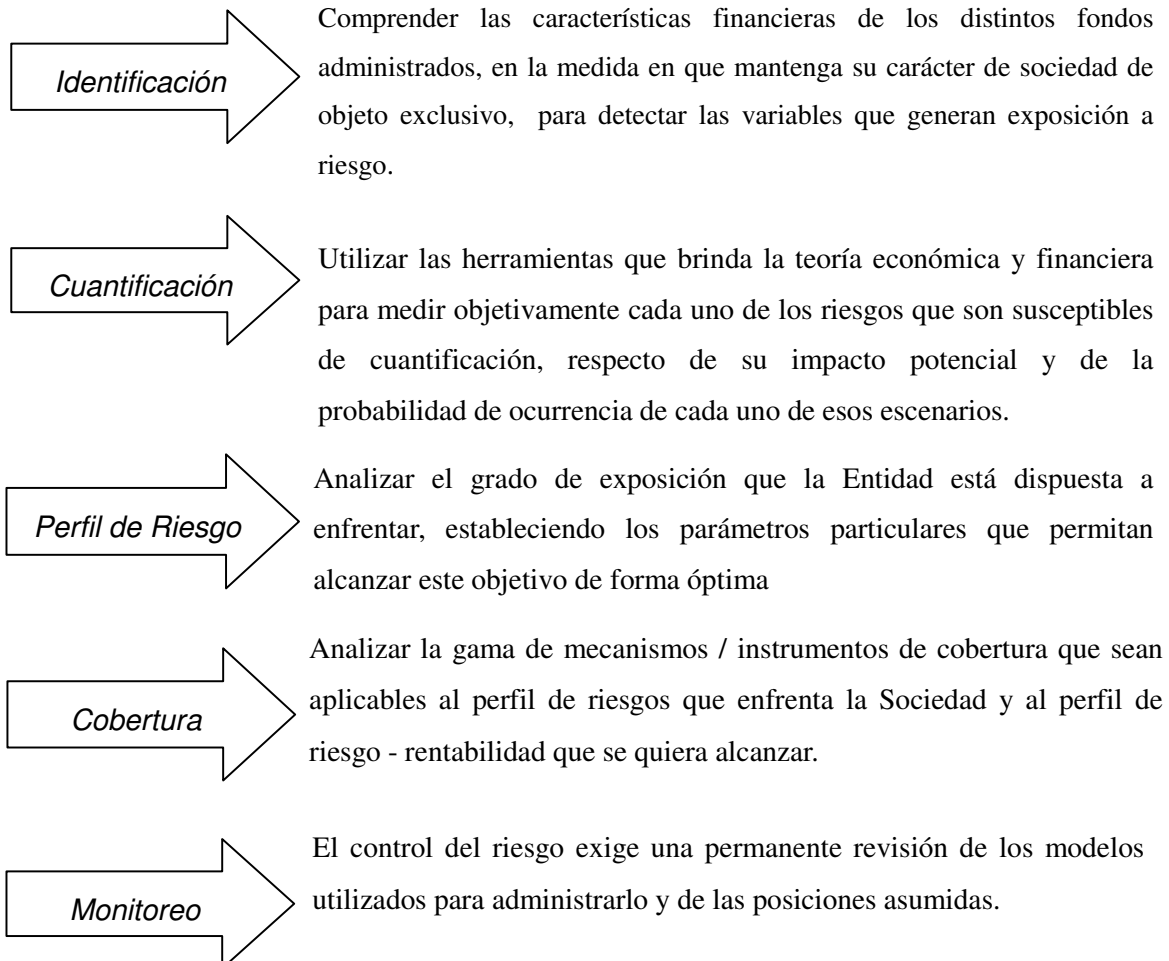 Identificación
Comprender las características financieras de los distintos fondos
administrados, en la medida en que mantenga su carácter de sociedad de
objeto exclusivo, para detectar las variables que generan exposición a
riesgo.
Cuantificación
Utilizar las herramientas que brinda la teoría económica y financiera
para medir objetivamente cada uno de los riesgos que son susceptibles
de cuantificación, respecto de su impacto potencial y de la
probabilidad de ocurrencia de cada uno de esos escenarios.
Perfil de Riesgo
Analizar el grado de exposición que la Entidad está dispuesta a
enfrentar, estableciendo los parámetros particulares que permitan
alcanzar este objetivo de forma óptima
Cobertura
Analizar la gama de mecanismos / instrumentos de cobertura que sean
aplicables al perfil de riesgos que enfrenta la Sociedad y al perfil de
riesgo - rentabilidad que se quiera alcanzar.
Monitoreo
El control del riesgo exige una permanente revisión de los modelos
utilizados para administrarlo y de las posiciones asumidas.